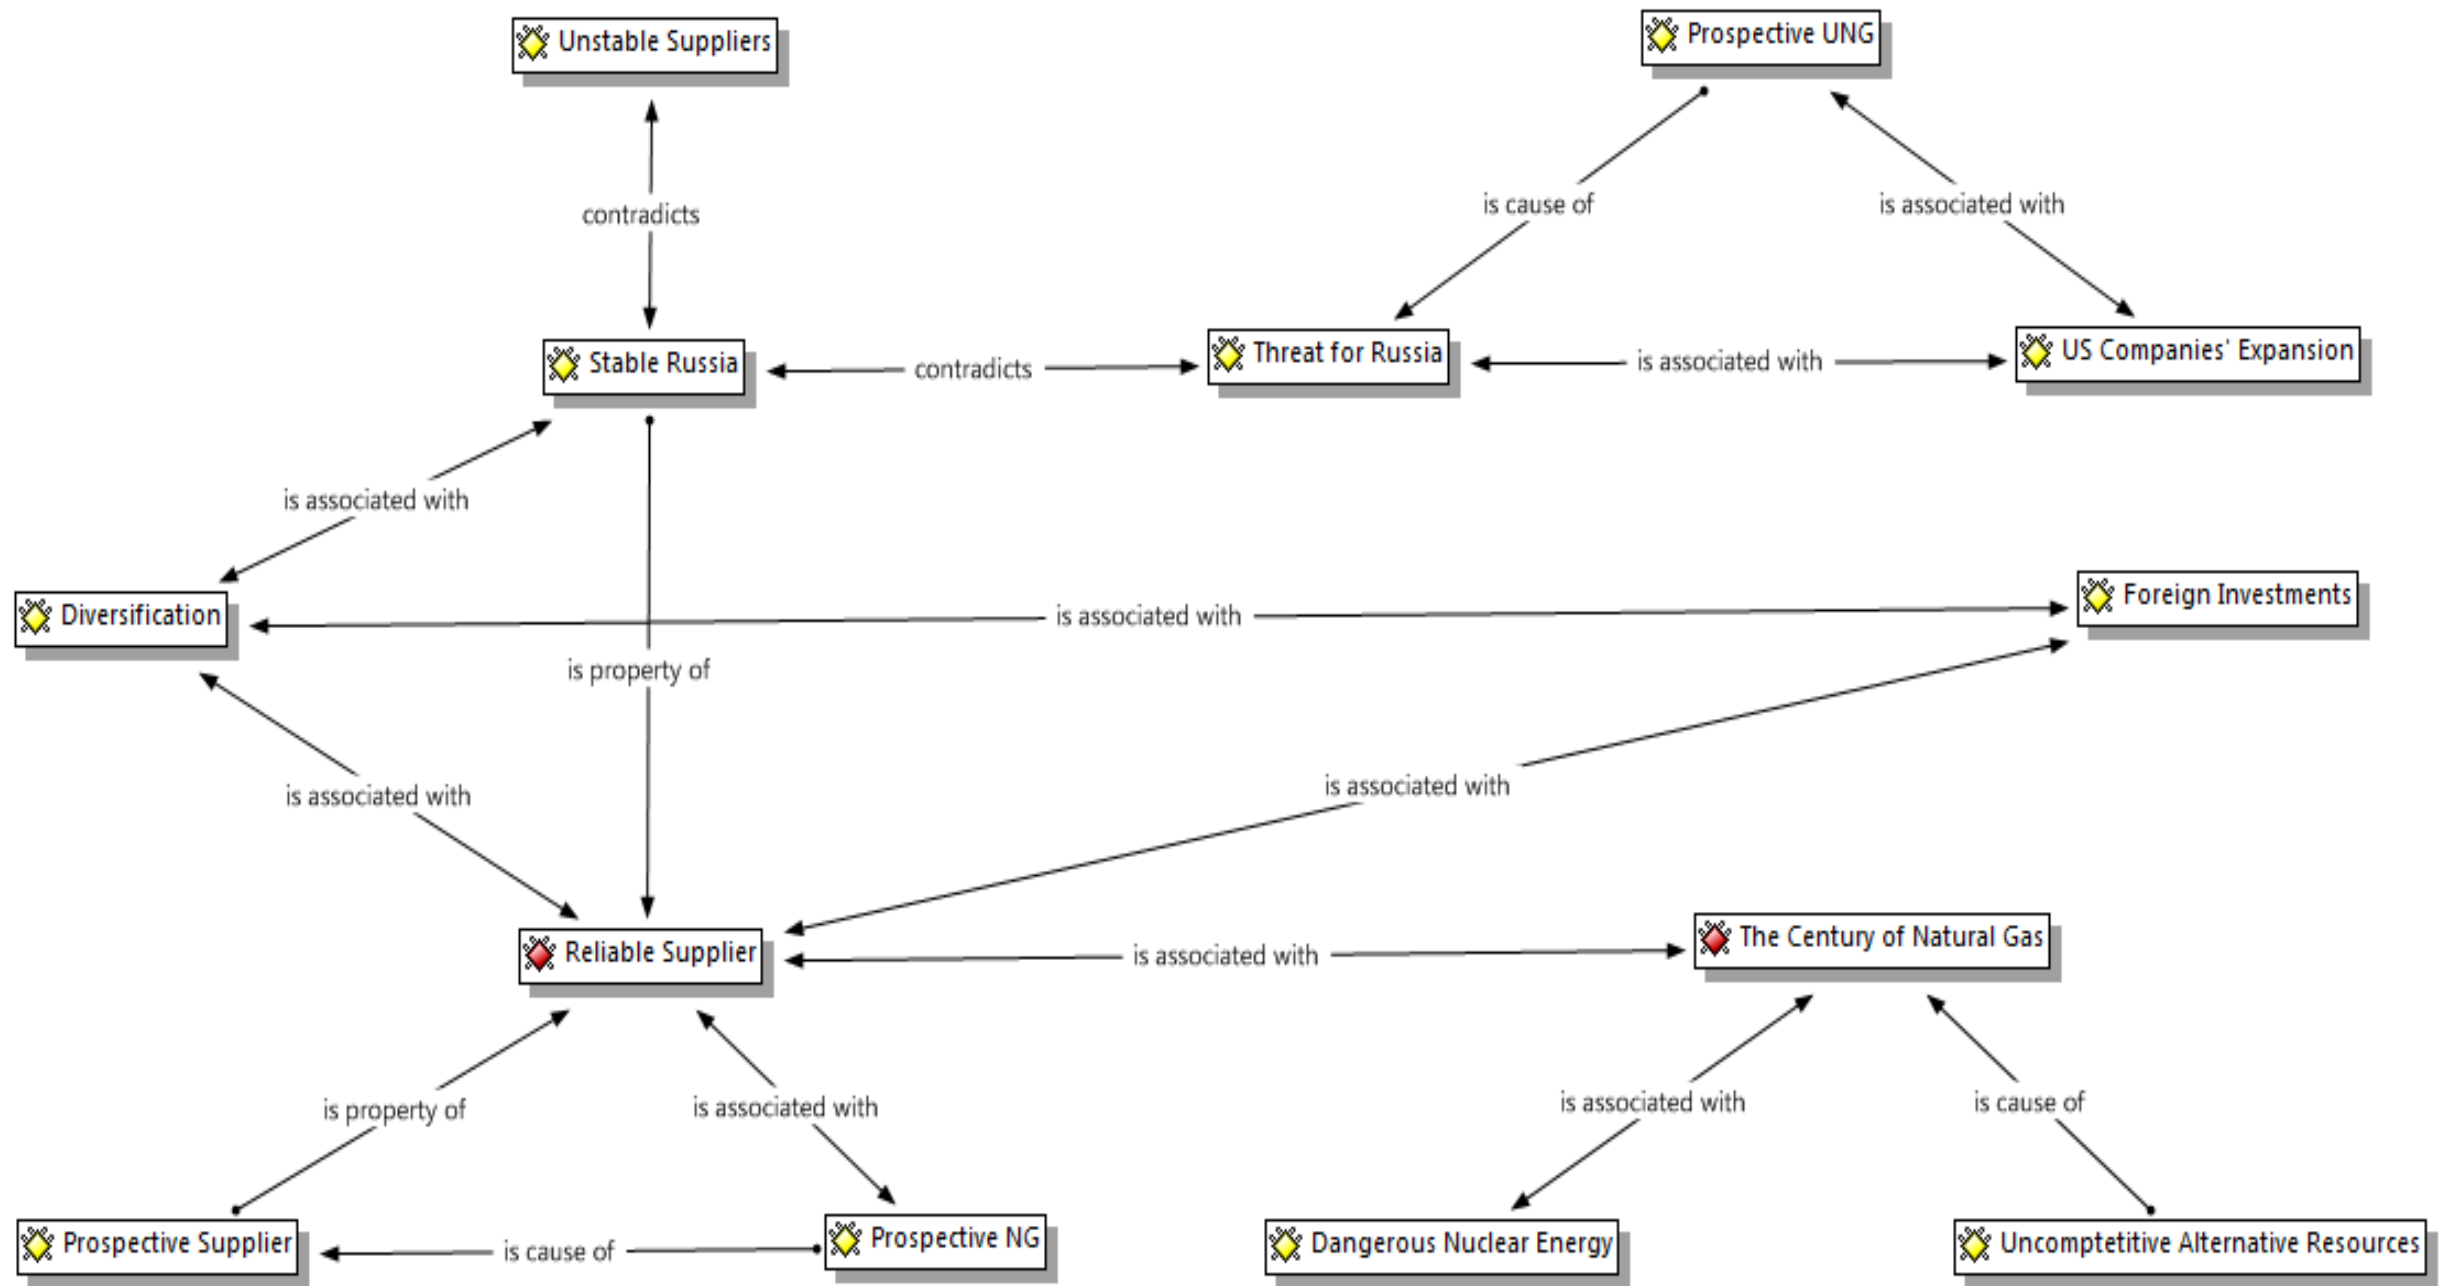 Unstable Suppliers
Prospective UNG
contradicts
is cause of
is associated with
Stable Russia
contradicts
Threat for Russia
is associated with
US Companies' Expansion
is associated with
Diversification
is associated with
Foreign Investments
is property of
is associated with
is associated with
Reliable Supplier
is associated with
The Century of Natural Gas
is property of
is associated with
is associated with
is cause of
Prospective Supplier
is cause of
Prospective NG
Dangerous Nuclear Energy
Uncomptetitive Alternative Resources